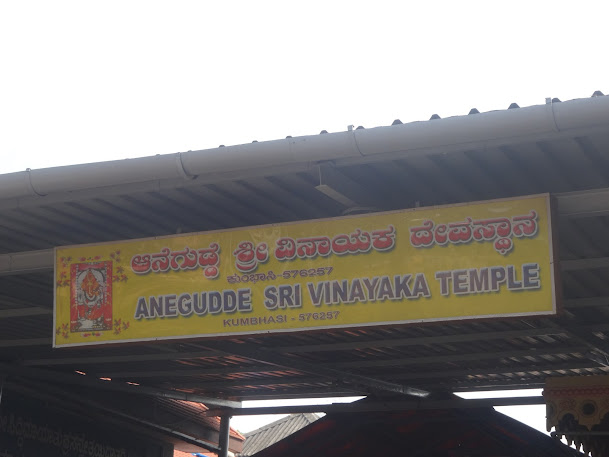 ಆನೆಗುಡ್ಡೆ ಶ್ರೀ ವಿನಾಯಕ ದೇವಸ್ಥಾನ
ಕುಂಭಾಸಿ-576257
ANEGUDDE SRI VINAYAKA TEMPLE
KUMBHASI - 576257